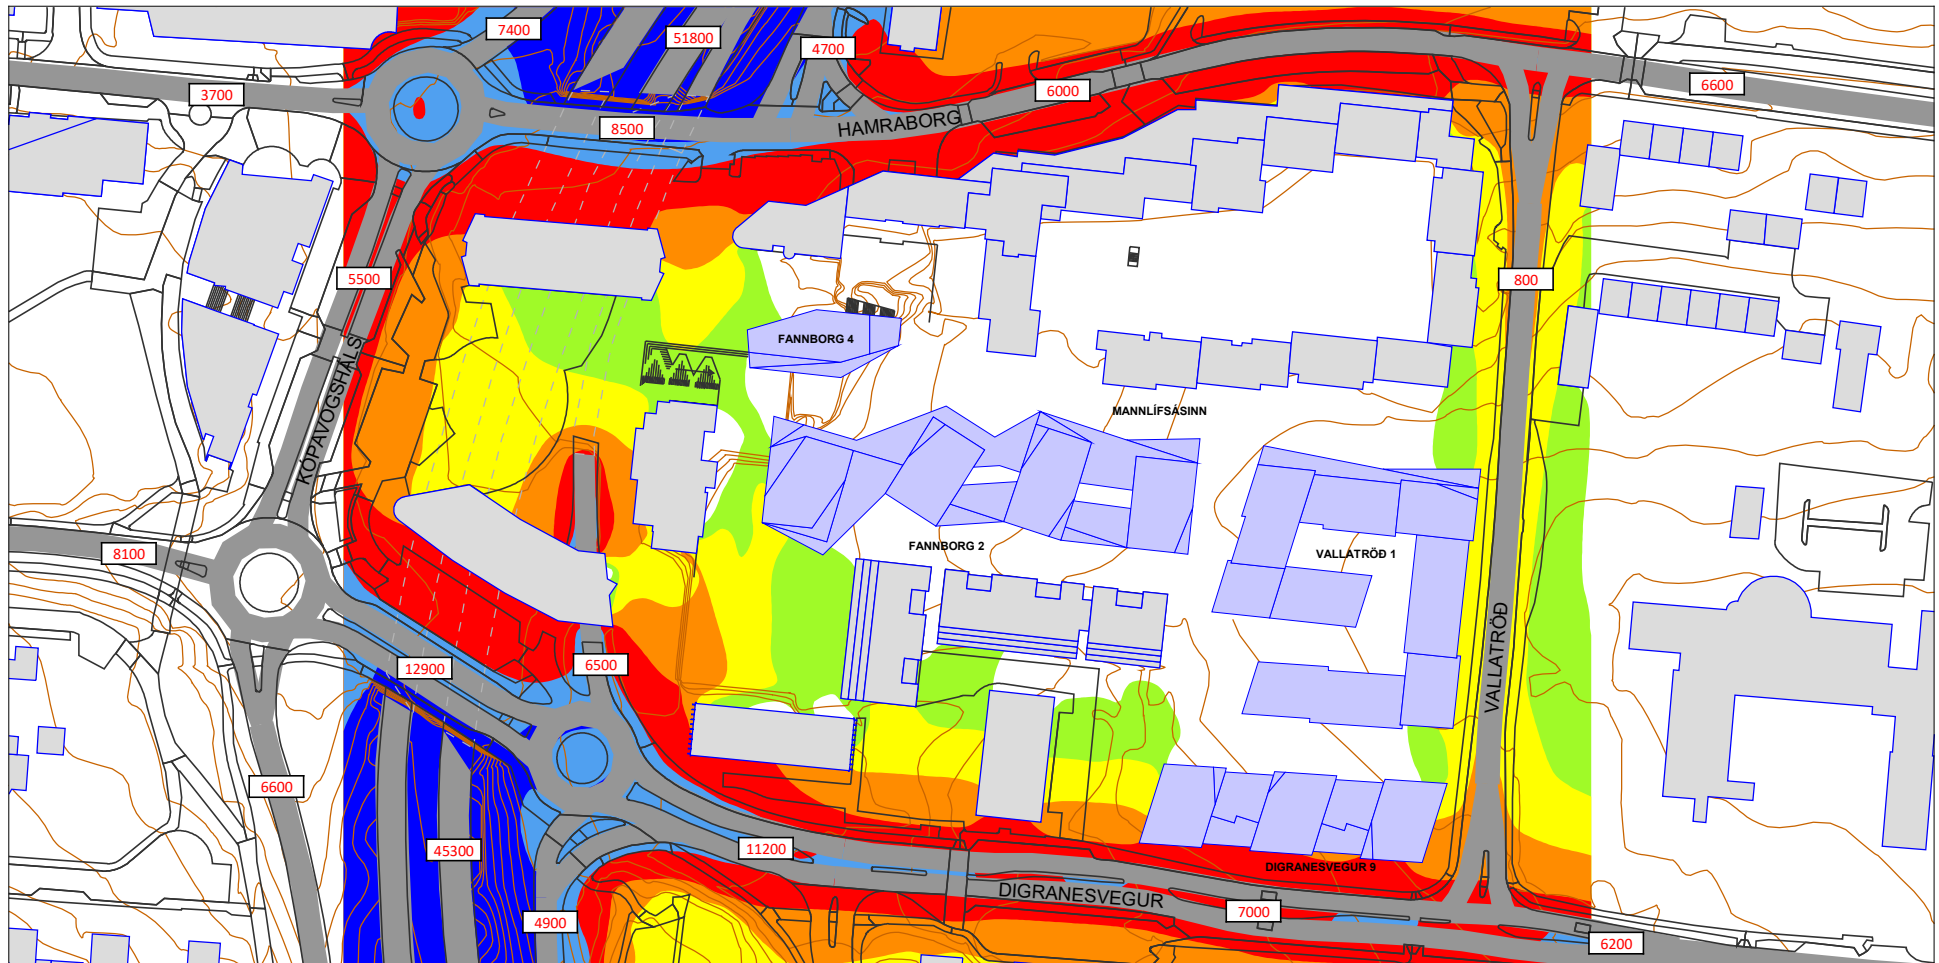 7400
51800
4700
6000
6600
3700
8500
HAMRABORG
5500
800
FANNBORG 4
KÓPAVOGSHÁLS
MANNLÍFSÁSINN
8100
FANNBORG 2
VALLATRÖÐ 1
VALLATRÖÐ
12900
6500
6600
45300
11200
DIGRANESVEGUR 9
DIGRANESVEGUR
4900
7000
6200